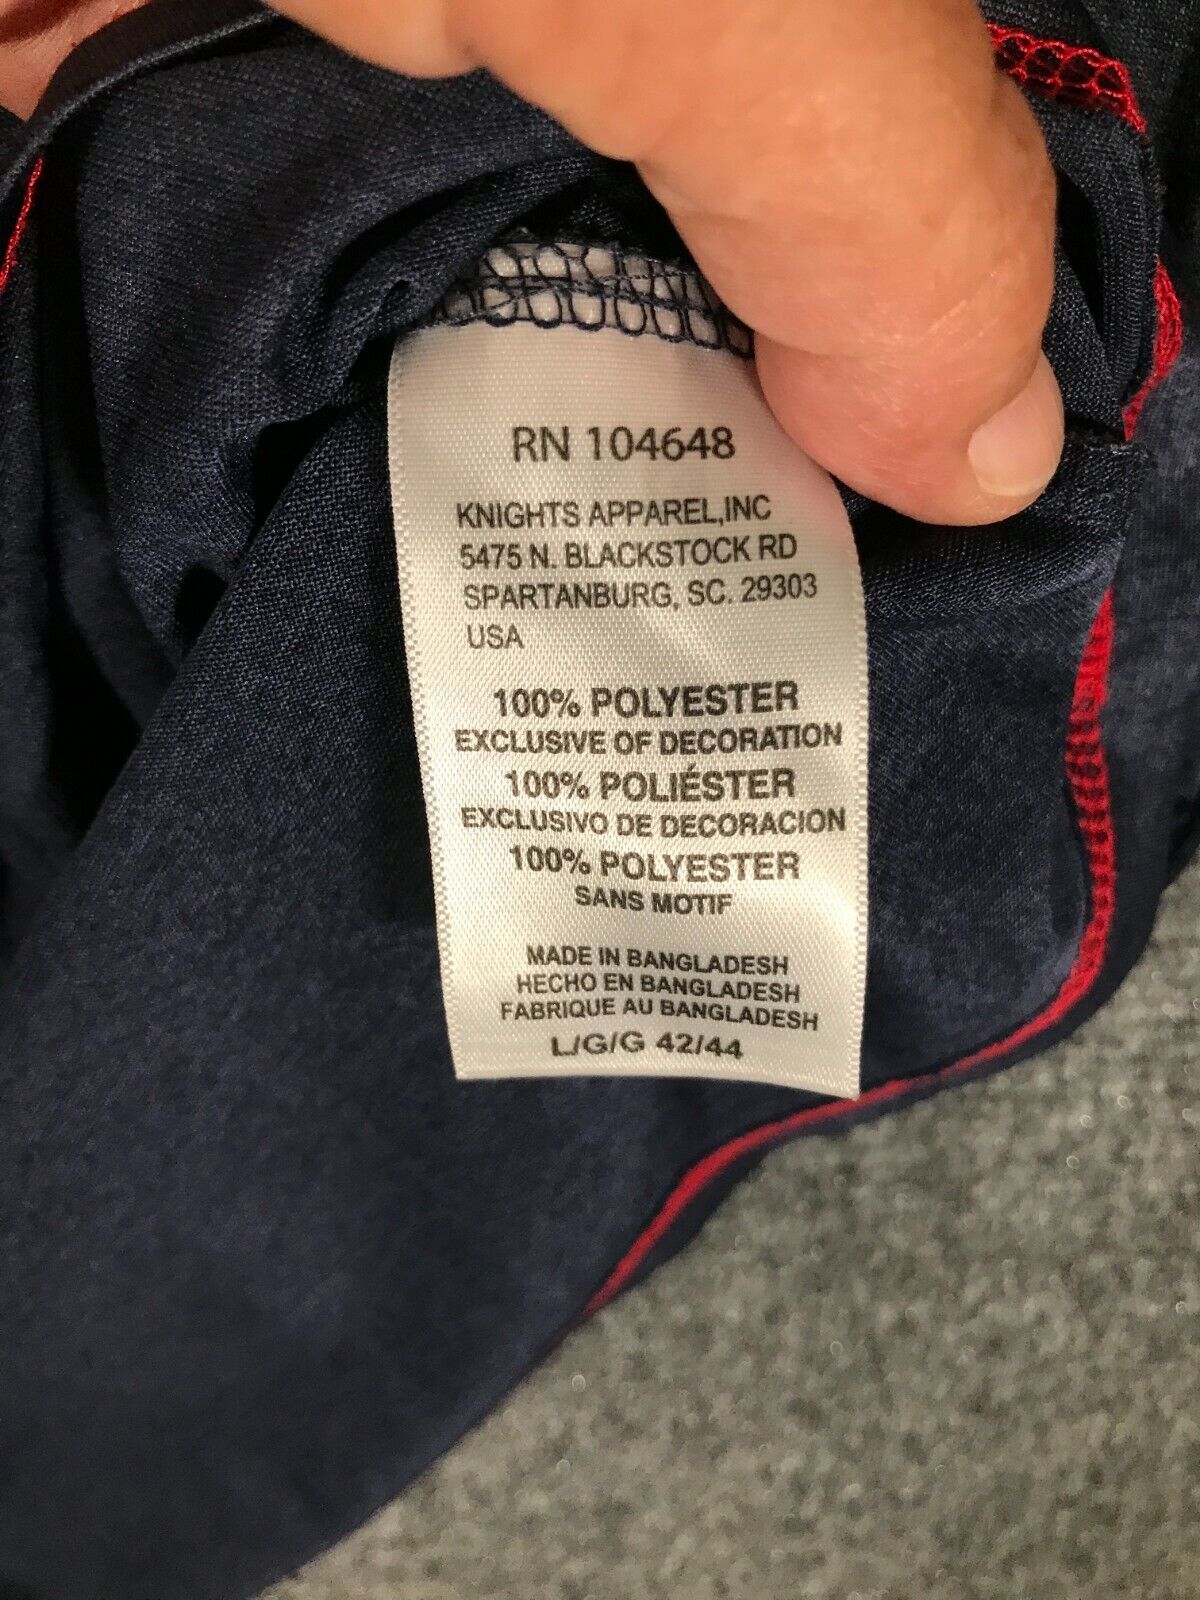 RN 104648
KNIGHTS APPAREL,INC
5475 N. BLACKSTOCK RD
SPARTANBURG, SC. 29303
USA
100% POLYESTER
EXCLUSIVE OF DECORATION
100% POLIÉSTER
EXCLUSIVO DE DECORACION
100% POLYESTER
SANS MOTIF
MADE IN BANGLADESH
HECHO EN BANGLADESH
FABRIQUE AU BANGLADESH
L/G/G 42/44